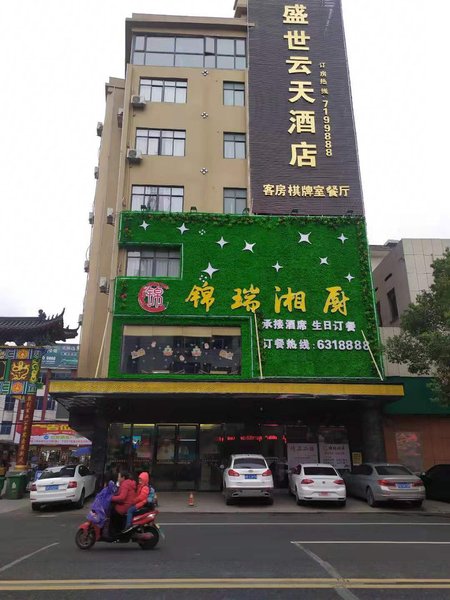 盛世云天酒店
订房热线:7199888
客房棋牌室餐厅
锦
锦瑞湘厨
承接酒席 生日订餐
订餐热线:6318888